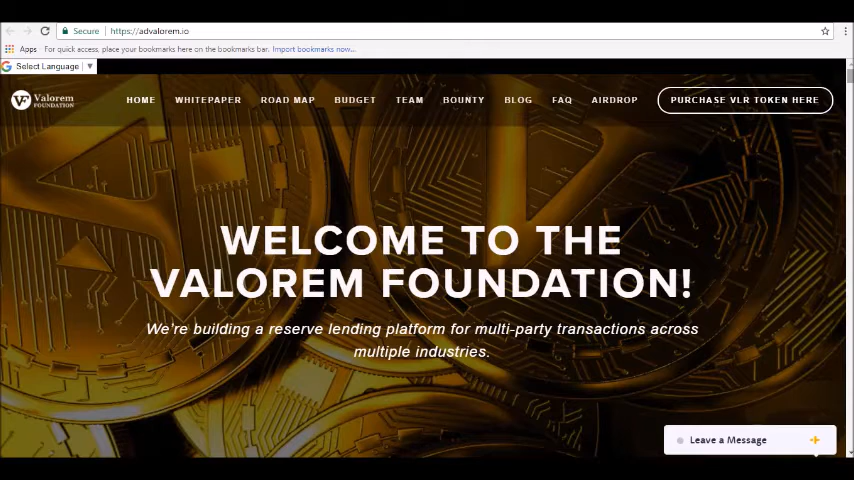 Secure https://advalorem.io
Apps For quick access, place your bookmarks here on the bookmarks bar. Import bookmarks now...
G Select Language ▼
VF Valorem
FOUNDATION
HOME WHITEPAPER ROAD MAP BUDGET TEAM BOUNTY BLOG FAQ AIRDROP PURCHASE VLR TOKEN HERE
WELCOME TO THE
VALOREM FOUNDATION!
We're building a reserve lending platform for multi-party transactions across
multiple industries.
Leave a Message